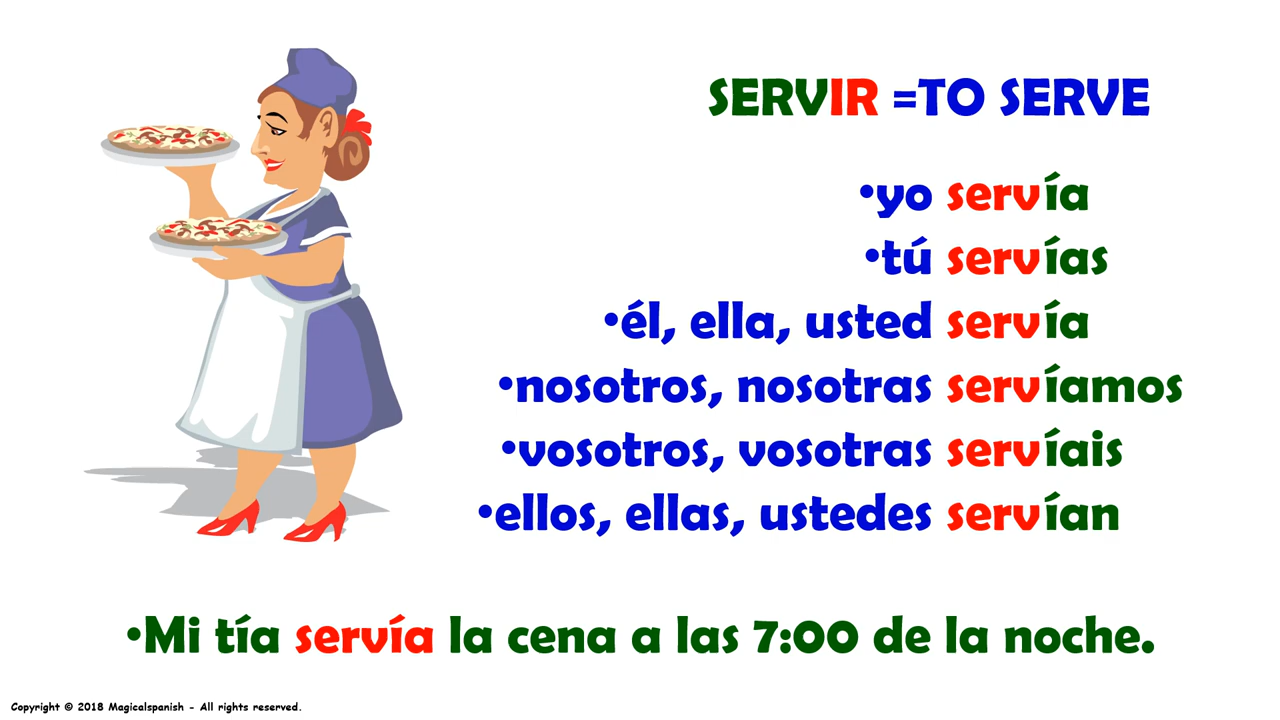 SERVIR =TO SERVE
•yo servía
•tú servías
•él, ella, usted servía
•nosotros, nosotras servíamos
•vosotros, vosotras servíais
•ellos, ellas, ustedes servían
•Mi tía servía la cena a las 7:00 de la noche.
Copyright © 2018 Magicalspanish - All rights reserved.